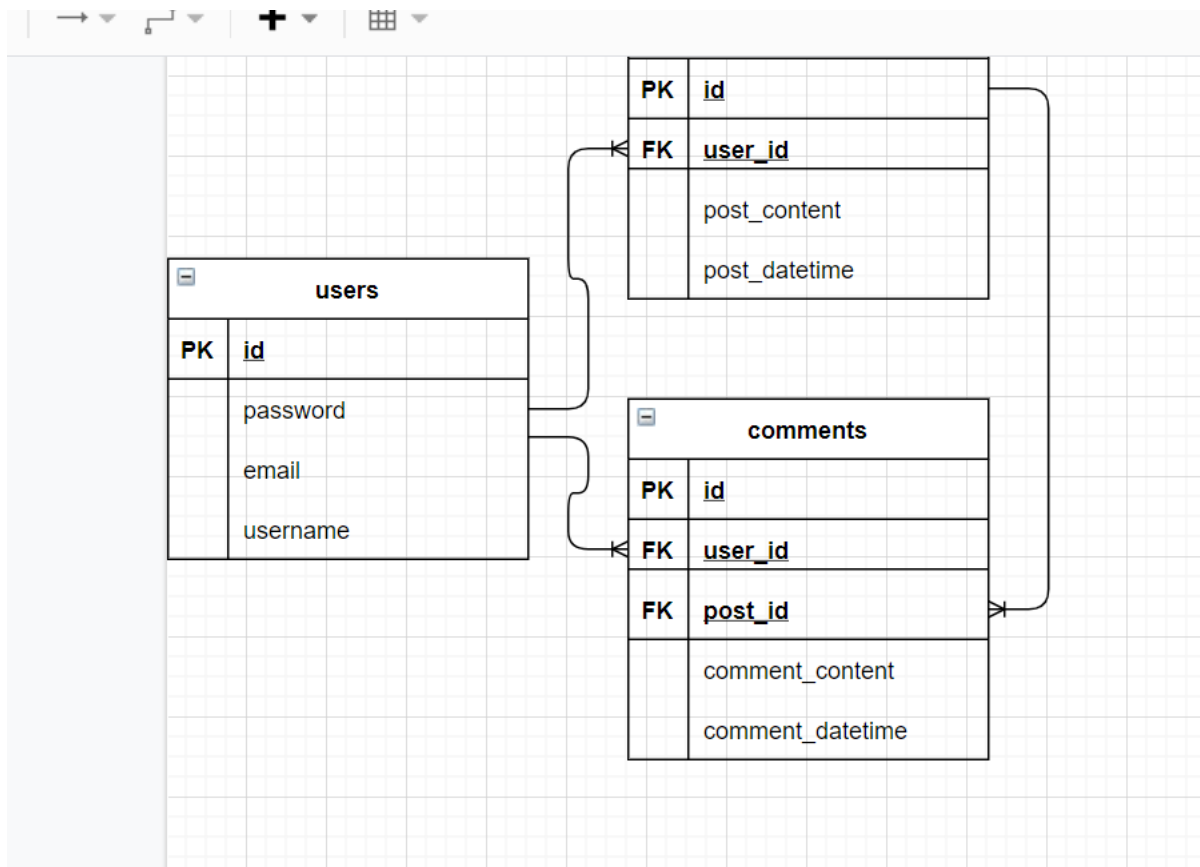 PK id
FK user_id
post_content
post_datetime
users
PK id
password
email
username
comments
PK id
FK user_id
FK post_id
comment_content
comment_datetime